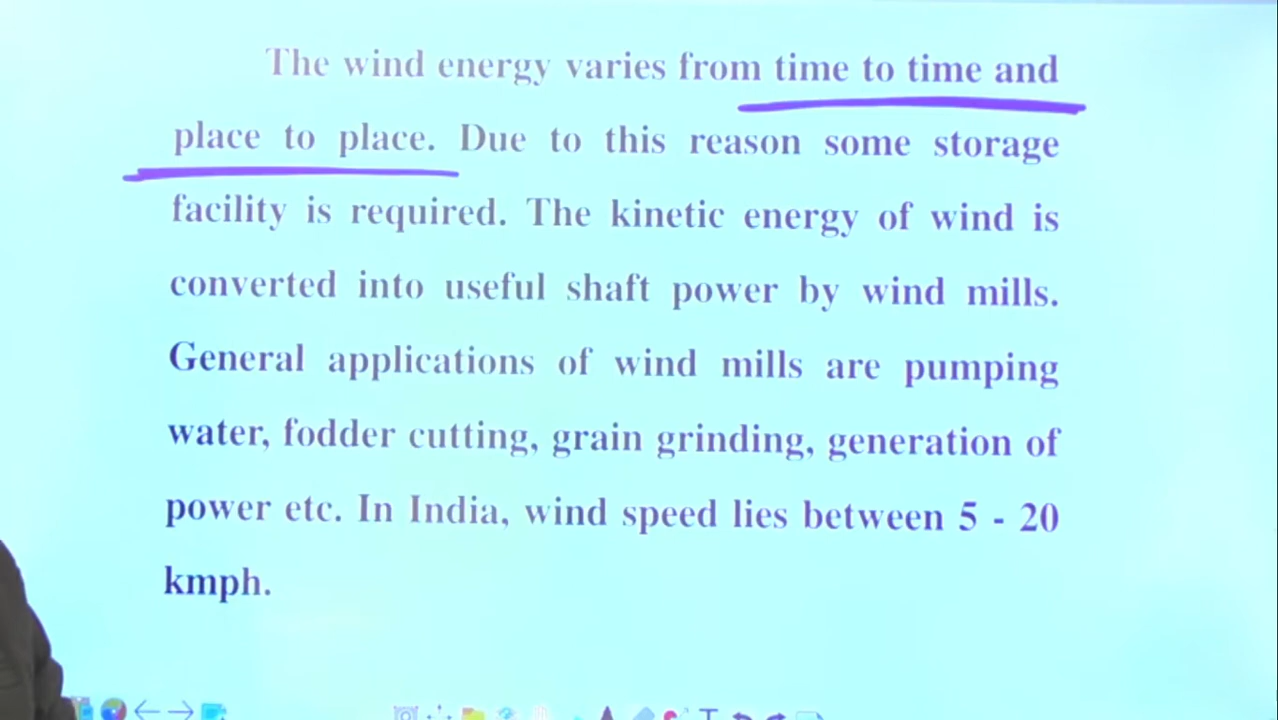 The wind energy varies from time to time and
place to place. Due to this reason some storage
facility is required. The kinetic energy of wind is
converted into useful shaft power by wind mills.
General applications of wind mills are pumping
water, fodder cutting, grain grinding, generation of
power etc. In India, wind speed lies between 5 - 20
kmph.